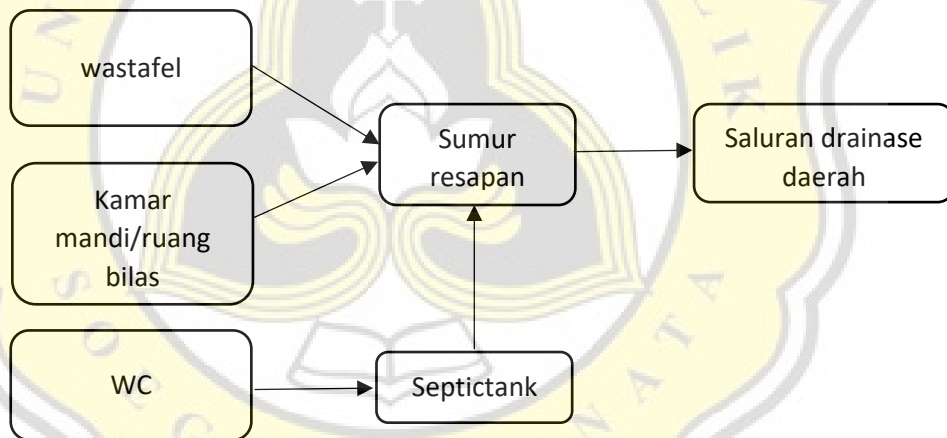 wastafel
Sumur
resapan
Saluran drainase
daerah
Kamar
mandi/ruang
bilas
WC
Septictank